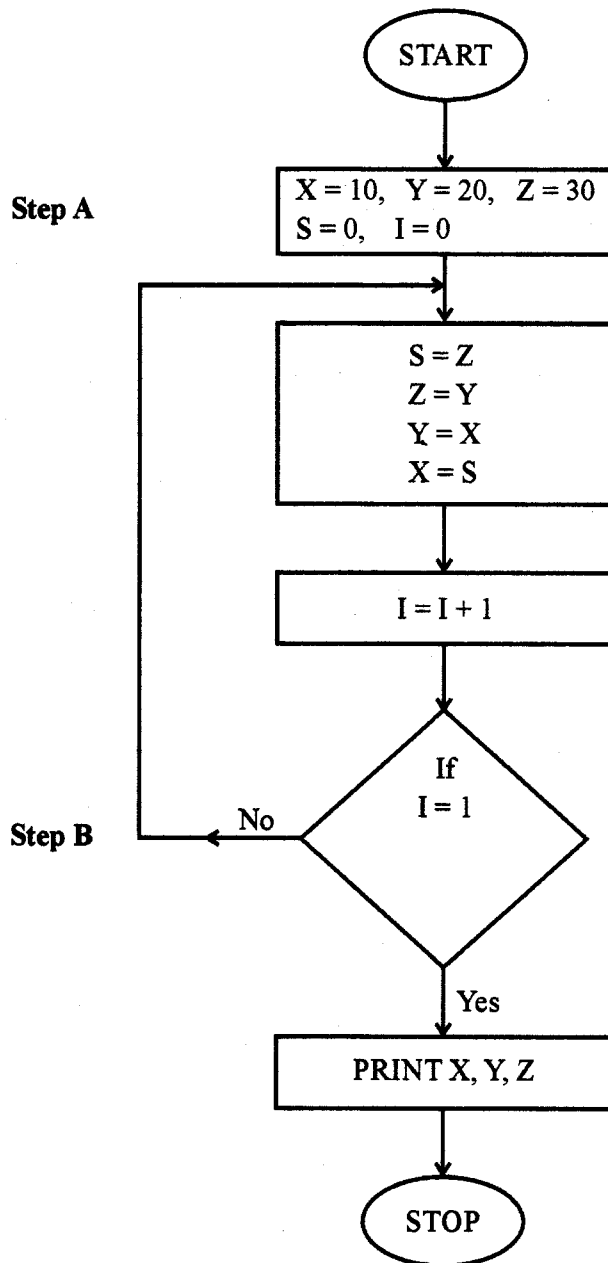 START
Step A
X = 10, Y = 20, Z = 30
S = 0, I = 0
S = Z
Z = Y
Y = X
X = S
I = I + 1
If
I = 1
Step B
No
Yes
PRINT X, Y, Z
STOP